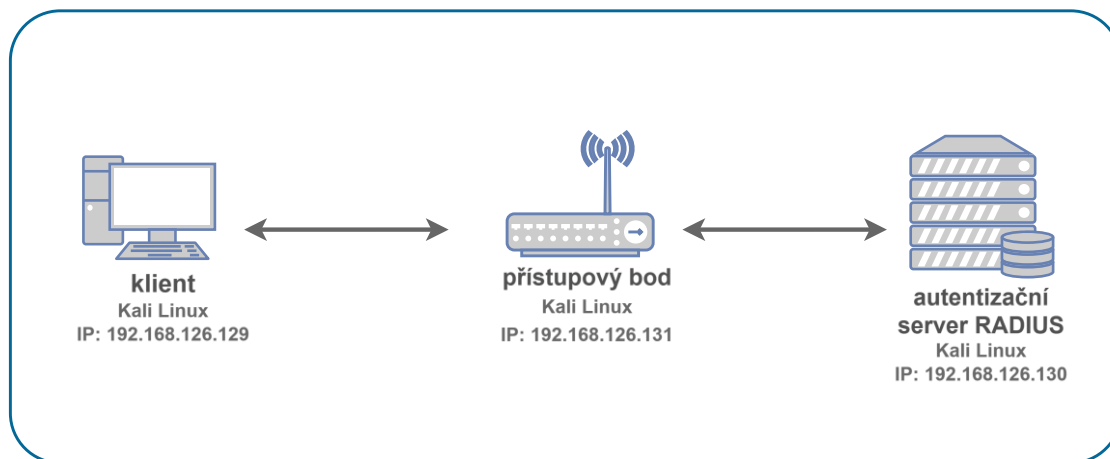 klient
Kali Linux
IP: 192.168.126.129
přístupový bod
Kali Linux
IP: 192.168.126.131
autentizační
server RADIUS
Kali Linux
IP: 192.168.126.130